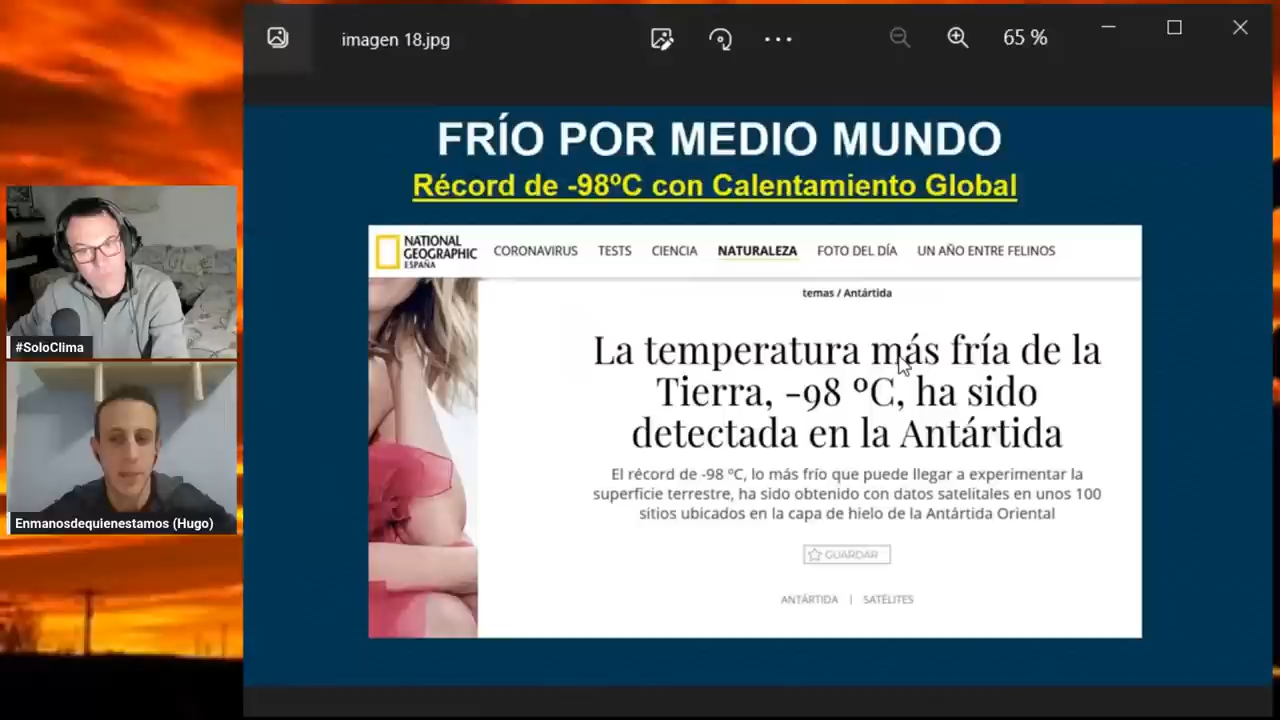 imagen 18.jpg
65 %
FRÍO POR MEDIO MUNDO
Récord de -98ºC con Calentamiento Global
NATIONAL
GEOGRAPHIC
ESPAÑA
CORONAVIRUS TESTS CIENCIA NATURALEZA FOTO DEL DÍA UN AÑO ENTRE FELINOS
temas / Antártida
La temperatura más fría de la
Tierra, -98 ºC, ha sido
detectada en la Antártida
El récord de -98 ºC, lo más frío que puede llegar a experimentar la
superficie terrestre, ha sido obtenido con datos satelitales en unos 100
sitios ubicados en la capa de hielo de la Antártida Oriental
GUARDAR
ANTÁRTIDA | SATÉLITES
#SoloClima
Enmanosdequienestamos (Hugo)